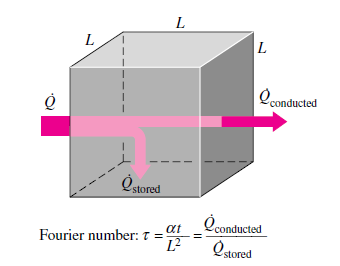 L
L
L
Q̇
Q̇conducted
Q̇stored
Fourier number: τ = αt/L² = Q̇conducted/Q̇stored